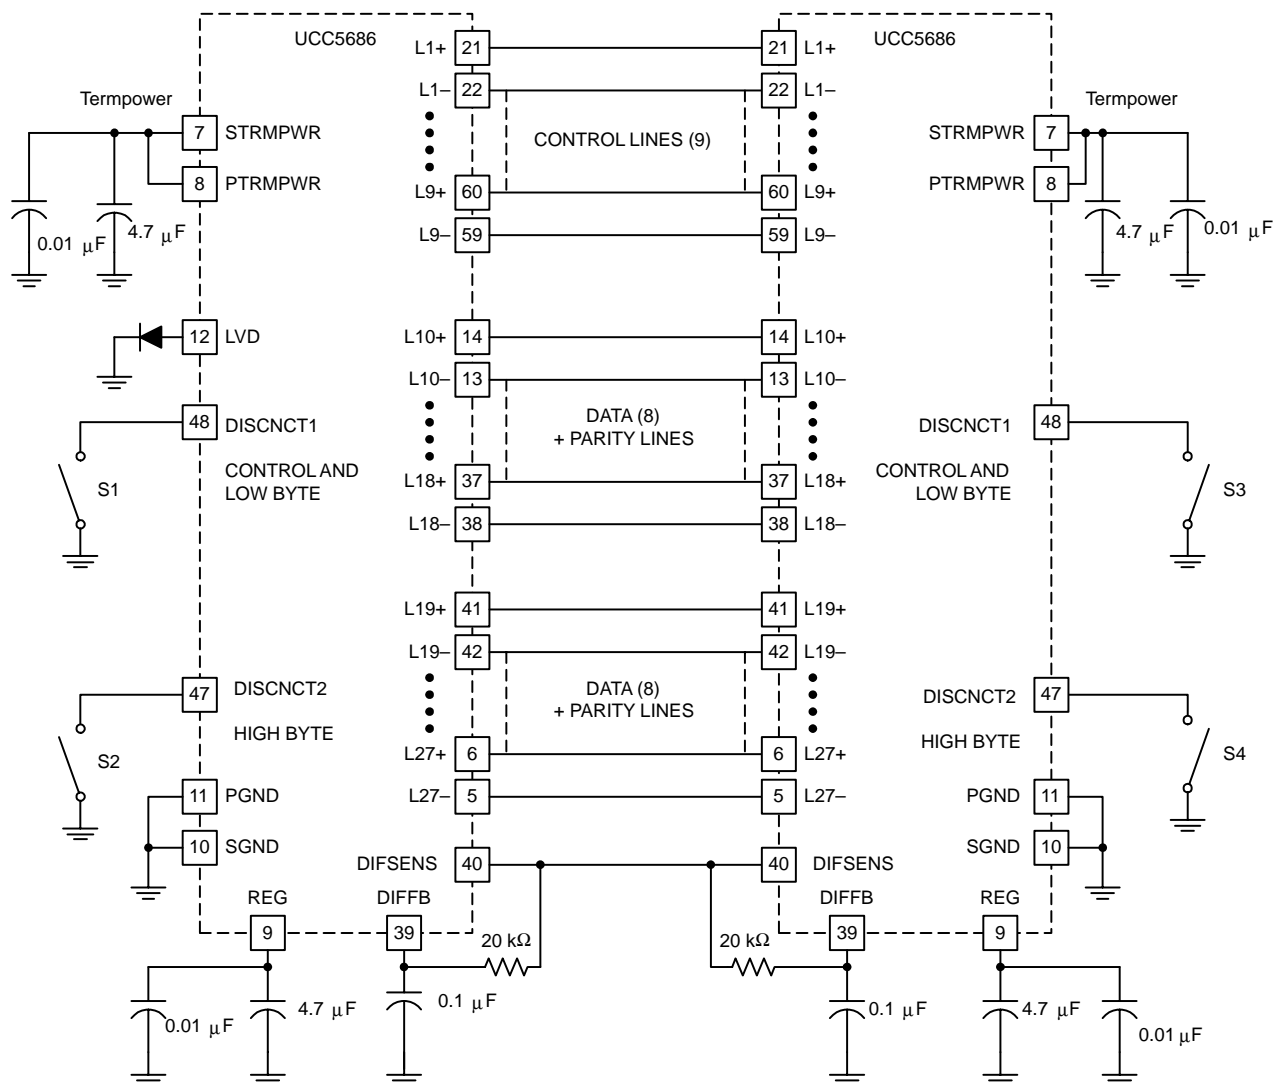 UCC5686
UCC5686
L1+ 21
21 L1+
L1– 22
22 L1–
Termpower
Termpower
7 STRMPWR
STRMPWR 7
CONTROL LINES (9)
8 PTRMPWR
PTRMPWR 8
L9+ 60
60 L9+
0.01 µF
4.7 µF
L9– 59
59 L9–
4.7 µF
0.01 µF
12 LVD
L10+ 14
14 L10+
L10– 13
13 L10–
48 DISCNCT1
DATA (8)
+ PARITY LINES
DISCNCT1 48
CONTROL AND
LOW BYTE
S1
L18+ 37
37 L18+
CONTROL AND
LOW BYTE
S3
L18– 38
38 L18–
L19+ 41
41 L19+
L19– 42
42 L19–
47 DISCNCT2
DATA (8)
+ PARITY LINES
DISCNCT2 47
HIGH BYTE
HIGH BYTE
S2
L27+ 6
6 L27+
S4
11 PGND
L27– 5
5 L27–
PGND 11
10 SGND
SGND 10
DIFSENS 40
40 DIFSENS
REG
DIFFB
DIFFB
REG
9
39
20 kΩ
20 kΩ
39
9
0.01 µF
4.7 µF
0.1 µF
0.1 µF
4.7 µF
0.01 µF